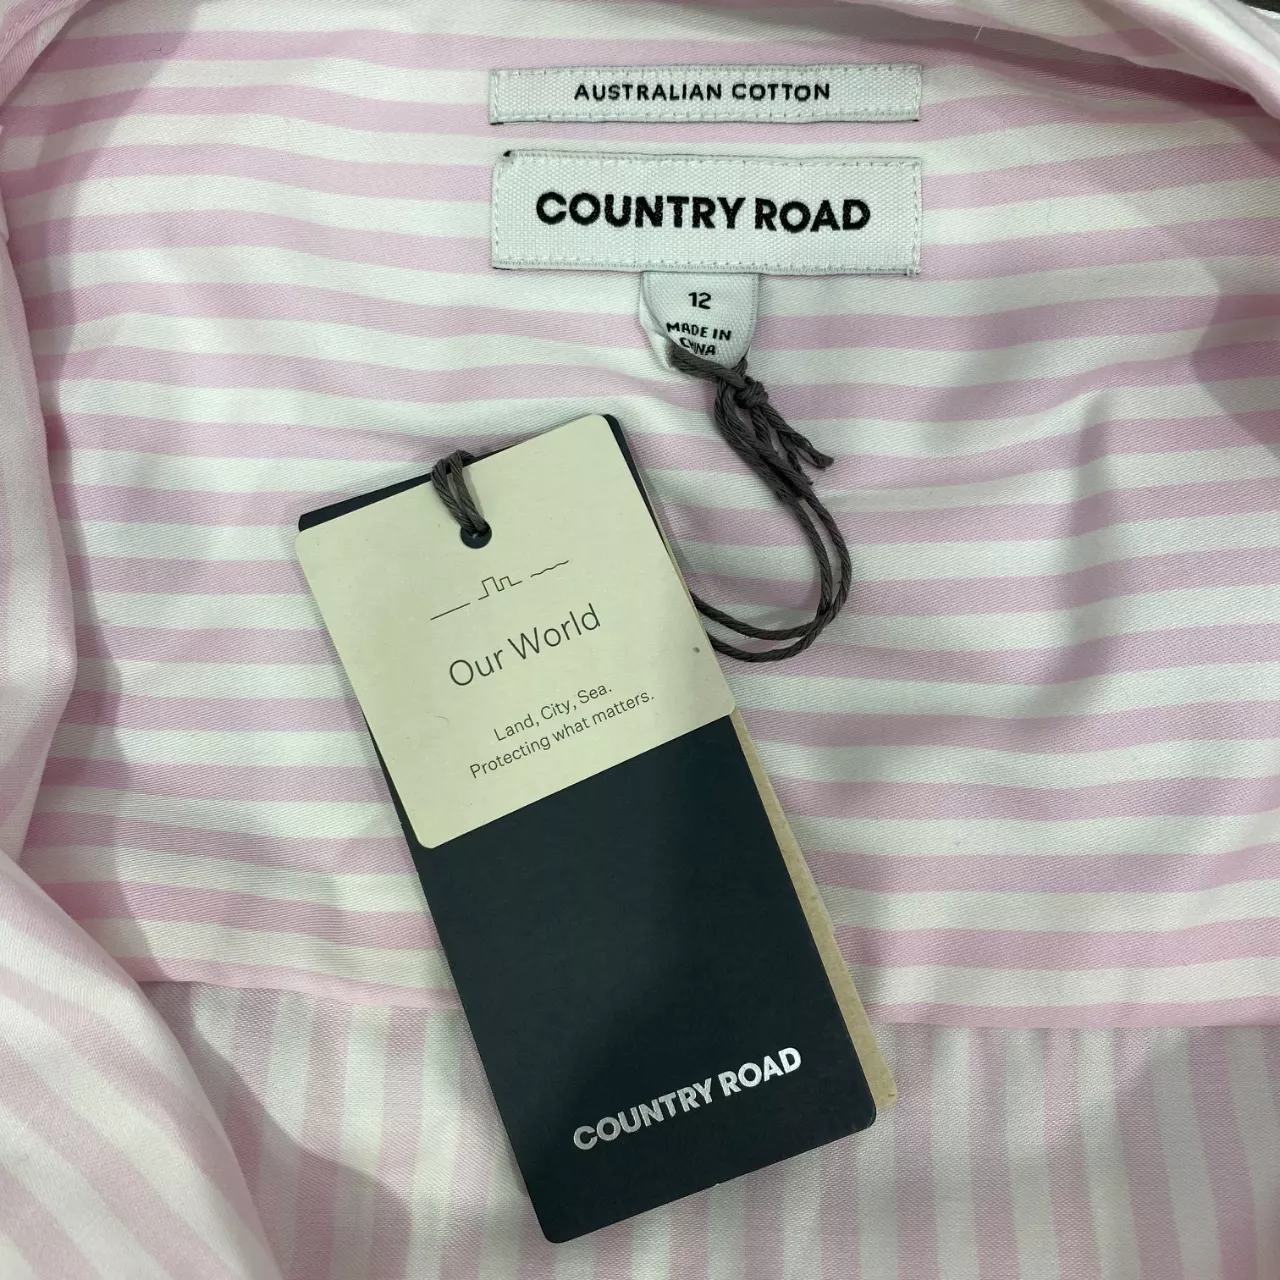 AUSTRALIAN COTTON
COUNTRY ROAD
12
MADE IN
CHINA
Our World
Land, City, Sea.
Protecting what matters.
COUNTRY ROAD